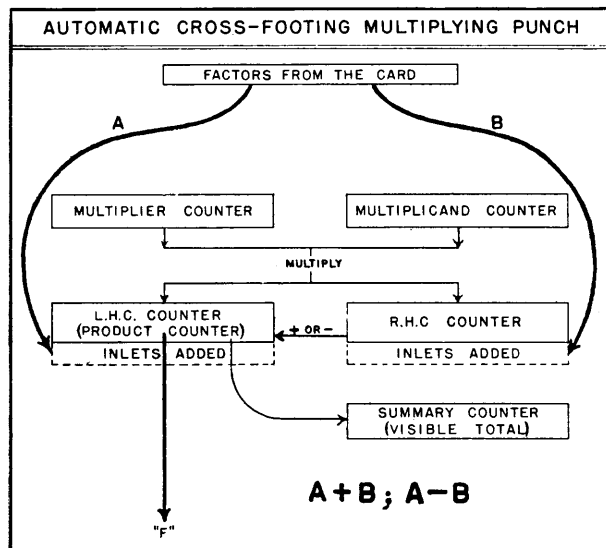 AUTOMATIC CROSS-FOOTING MULTIPLYING PUNCH
FACTORS FROM THE CARD
A
B
MULTIPLIER COUNTER
MULTIPLICAND COUNTER
MULTIPLY
L.H.C. COUNTER
(PRODUCT COUNTER)
+ OR -
R.H.C COUNTER
INLETS ADDED
INLETS ADDED
SUMMARY COUNTER
(VISIBLE TOTAL)
A+B; A-B
"F"